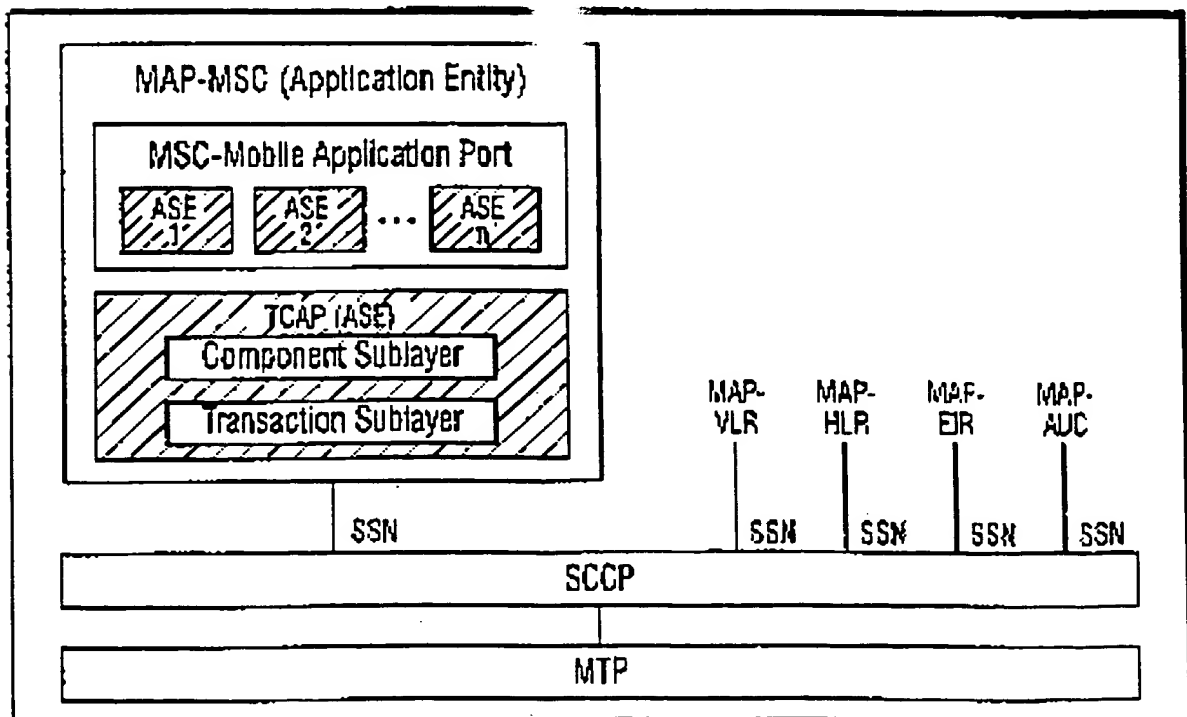 MAP-MSC (Application Entity)
MSC-Mobile Application Port
ASE
1
ASE
2
...
ASE
n
TCAP (ASE)
Component Sublayer
Transaction Sublayer
MAP-
VLR
MAP-
HLR
MAP-
EIR
MAP-
AUC
SSN
SSN
SSN
SSN
SSN
SCCP
MTP